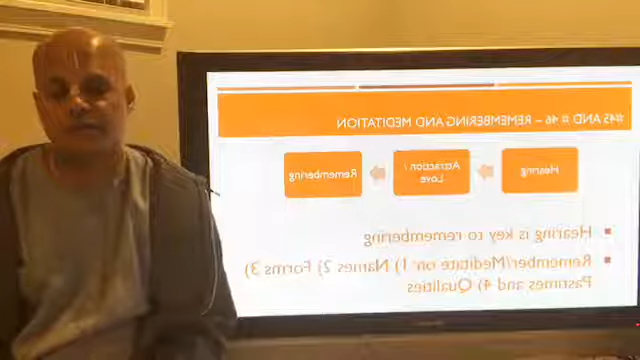 #45 AND # 46 – REMEMBERING AND MEDITATION
Hearing
Attraction /
Love
Remembering
Hearing is key to remembering
Remember/Meditate on 1) Names 2) Forms 3)
Pastimes and 4) Qualities